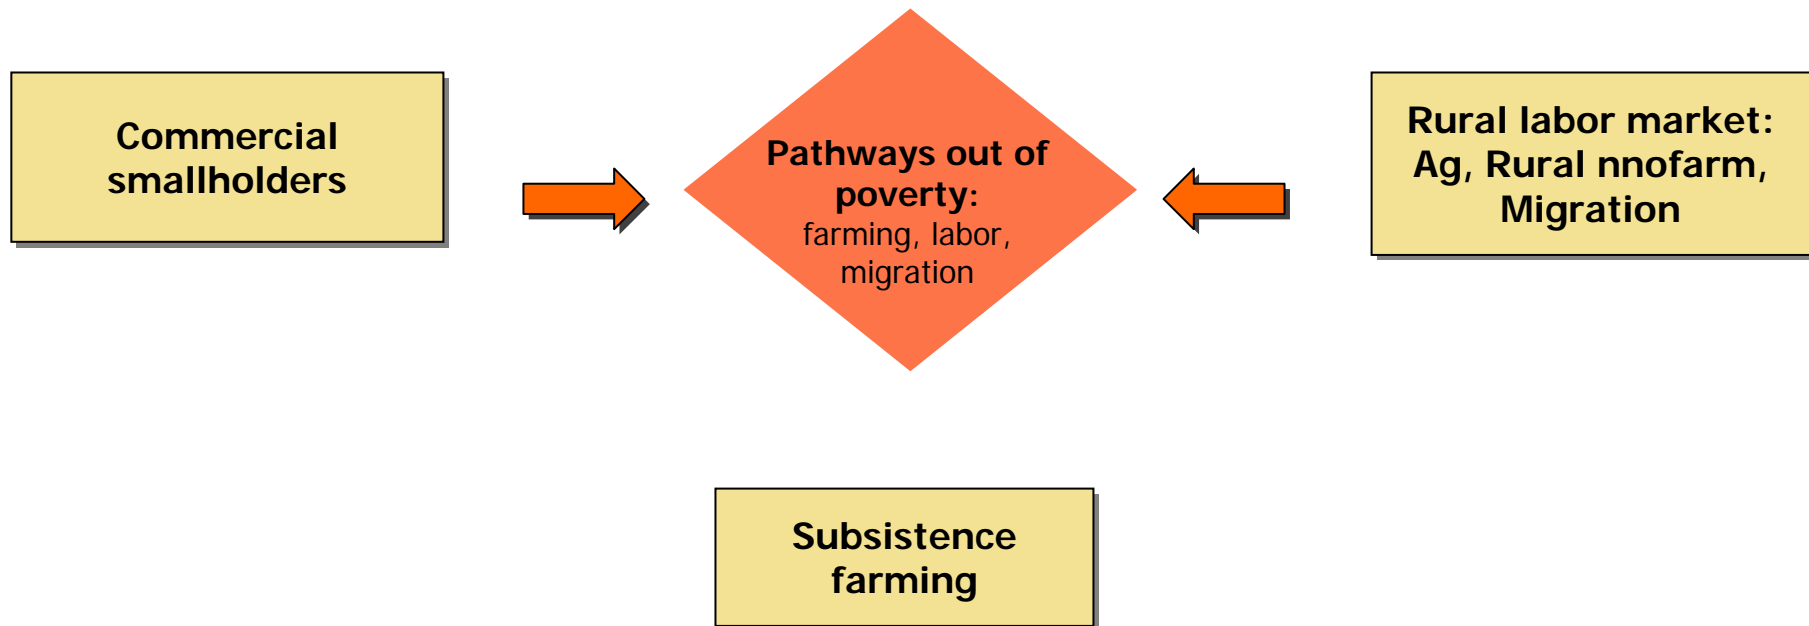 Commercial
smallholders
Pathways out of
poverty:
farming, labor,
migration
Rural labor market:
Ag, Rural nnofarm,
Migration
Subsistence
farming